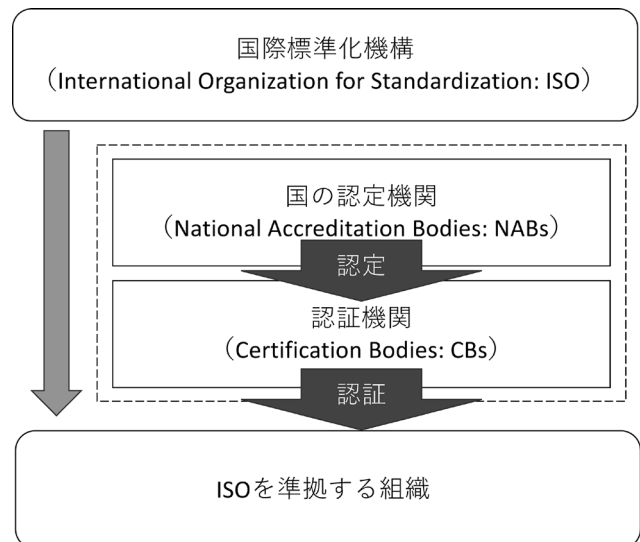 国際標準化機構
（International Organization for Standardization: ISO）
国の認定機関
（National Accreditation Bodies: NABs）
認定
認証機関
（Certification Bodies: CBs）
認証
ISOを準拠する組織